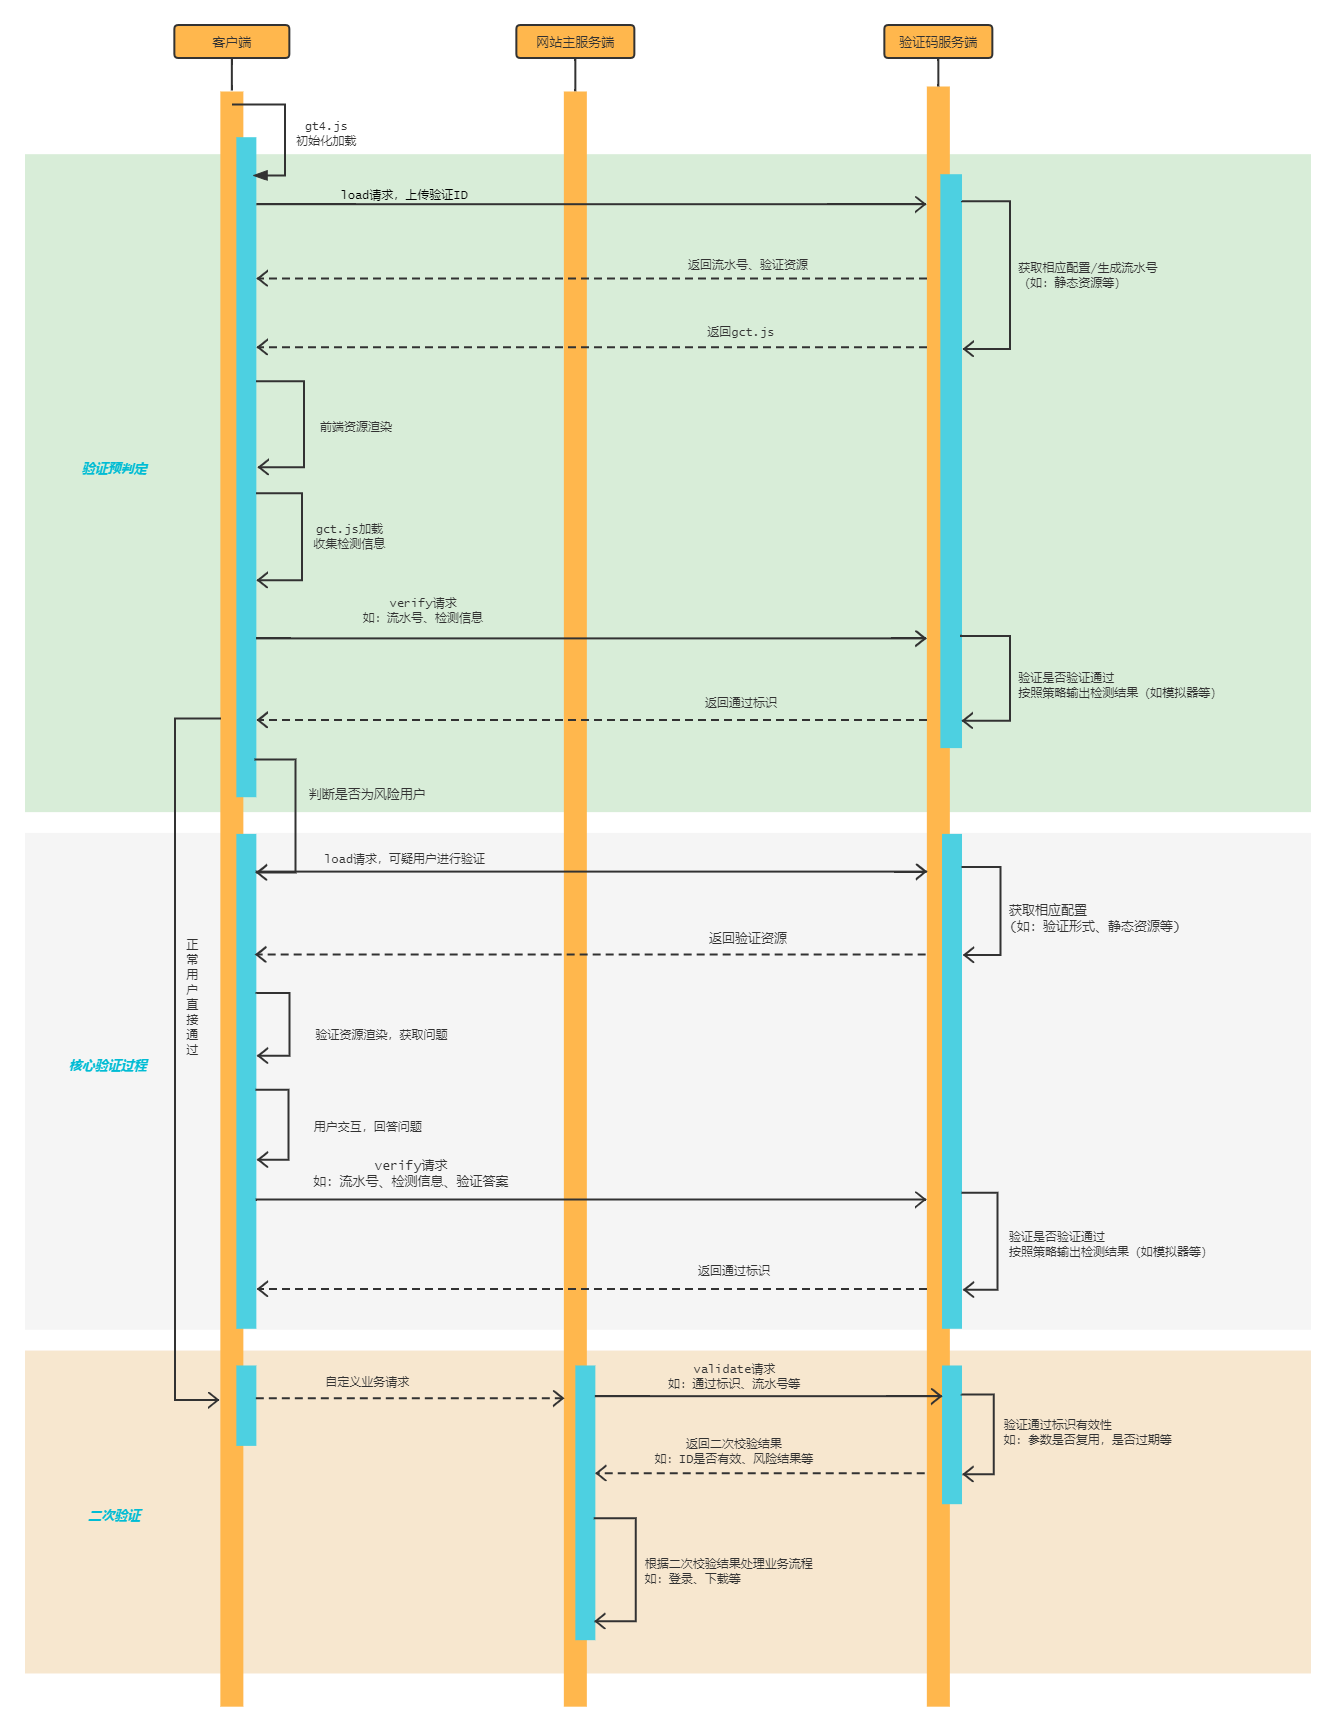 客户端
网站主服务端
验证码服务端
gt4.js
初始化加载
load请求，上传验证ID
返回流水号、验证资源
获取相应配置/生成流水号
（如：静态资源等）
返回gct.js
前端资源渲染
验证预判定
gct.js加载
收集检测信息
verify请求
如：流水号、检测信息
验证是否验证通过
按照策略输出检测结果（如模拟器等）
返回通过标识
判断是否为风险用户
load请求，可疑用户进行验证
获取相应配置
(如：验证形式、静态资源等)
返回验证资源
正
常
用
户
直
接
通
过
验证资源渲染，获取问题
核心验证过程
用户交互，回答问题
verify请求
如：流水号、检测信息、验证答案
验证是否验证通过
按照策略输出检测结果（如模拟器等）
返回通过标识
validate请求
如：通过标识、流水号等
自定义业务请求
验证通过标识有效性
如：参数是否复用，是否过期等
返回二次校验结果
如：ID是否有效、风险结果等
二次验证
根据二次校验结果处理业务流程
如：登录、下载等